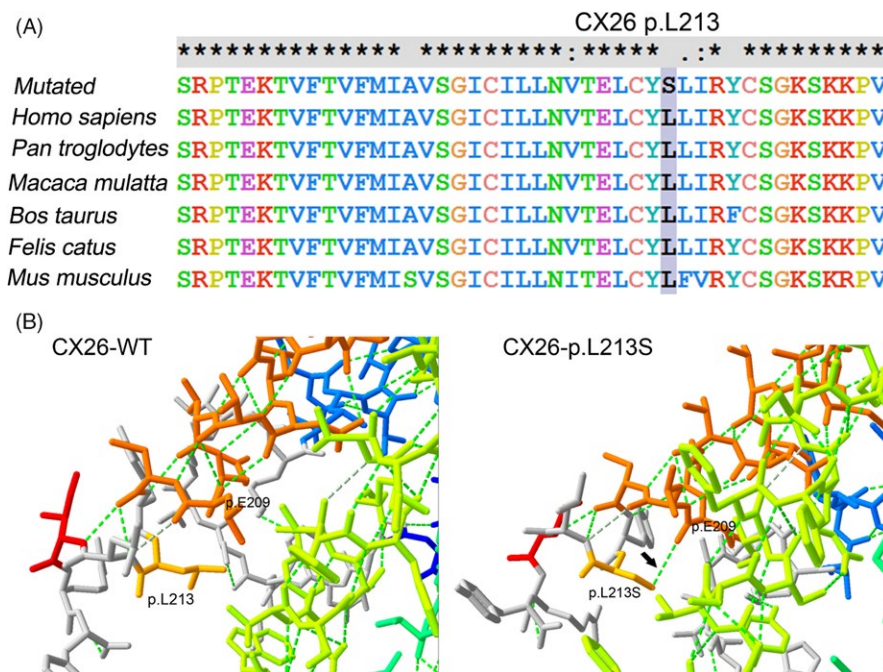 (A)
CX26 p.L213
************** *********:***** .:* *********
Mutated SRPTEKTVFTVFMIAVSGICILLNVTELCYSLIRYCSGKSKKPV
Homo sapiens SRPTEKTVFTVFMIAVSGICILLNVTELCYLLIRYCSGKSKKPV
Pan troglodytes SRPTEKTVFTVFMIAVSGICILLNVTELCYLLIRYCSGKSKKPV
Macaca mulatta SRPTEKTVFTVFMIAVSGICILLNVTELCYLLIRYCSGKSKKPV
Bos taurus SRPTEKTVFTVFMIAVSGICILLNVTELCYLLIRFCSGKSKKPV
Felis catus SRPTEKTVFTVFMIAVSGICILLNVTELCYLLIRYCSGKSKKPV
Mus musculus SRPTEKTVFTVFMISVSGICILLNITELCYLFVRYCSGKSKRPV
(B)
CX26-WT
p.E209
p.L213
CX26-p.L213S
p.E209
p.L213S